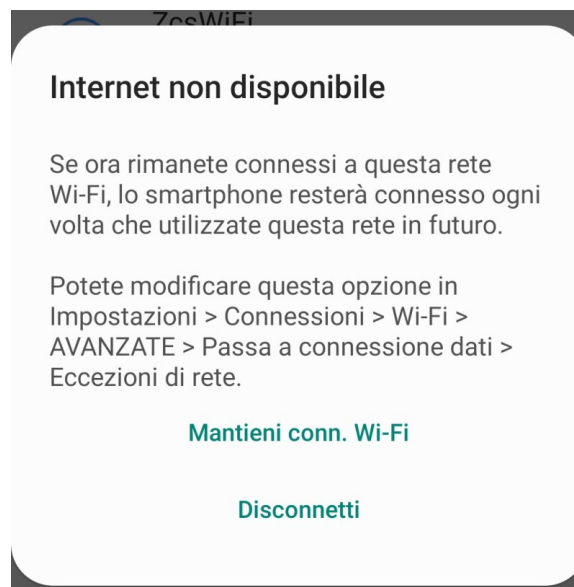 ZcsWiFi
Internet non disponibile
Se ora rimanete connessi a questa rete
Wi-Fi, lo smartphone resterà connesso ogni
volta che utilizzate questa rete in futuro.
Potete modificare questa opzione in
Impostazioni > Connessioni > Wi-Fi >
AVANZATE > Passa a connessione dati >
Eccezioni di rete.
Mantieni conn. Wi-Fi
Disconnetti